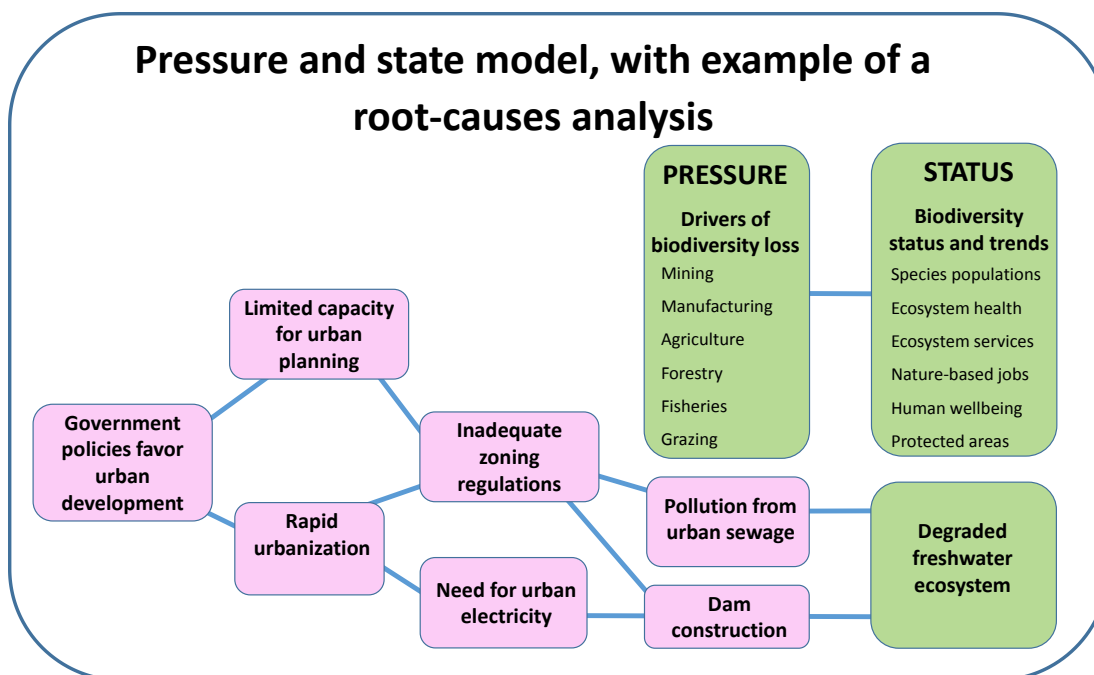 Pressure and state model, with example of a
root-causes analysis
PRESSURE
Drivers of
biodiversity loss
Mining
Manufacturing
Agriculture
Forestry
Fisheries
Grazing
STATUS
Biodiversity
status and trends
Species populations
Ecosystem health
Ecosystem services
Nature-based jobs
Human wellbeing
Protected areas
Limited capacity
for urban
planning
Government
policies favor
urban
development
Rapid
urbanization
Inadequate
zoning
regulations
Need for urban
electricity
Pollution from
urban sewage
Dam
construction
Degraded
freshwater
ecosystem